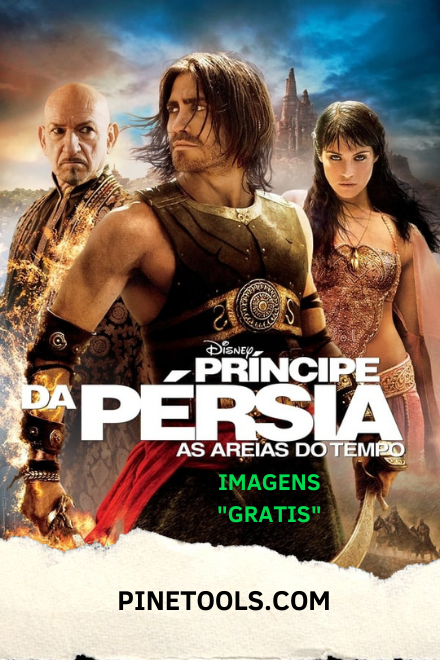 Disney
PRÍNCIPE
DA PÉRSIA
AS AREIAS DO TEMPO
IMAGENS
"GRATIS"
PINETOOLS.COM